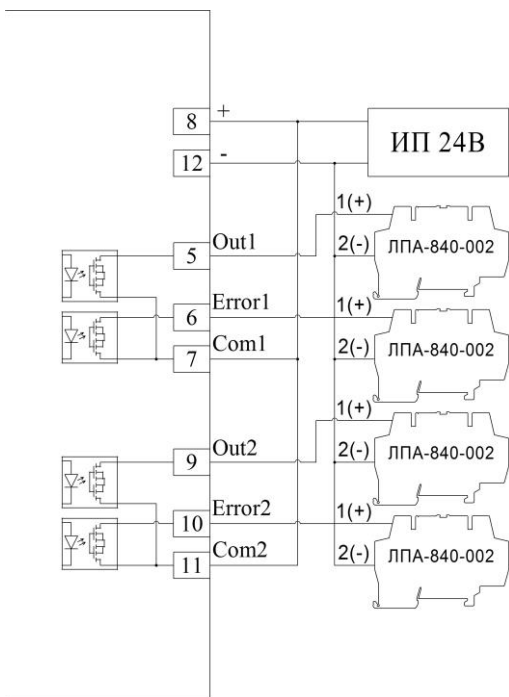 8 +
ИП 24В
12 -
1(+)
5 Out1
2(-) ЛПА-840-002
6 Error1
1(+)
7 Com1
2(-) ЛПА-840-002
1(+)
9 Out2
2(-) ЛПА-840-002
10 Error2
1(+)
11 Com2
2(-) ЛПА-840-002